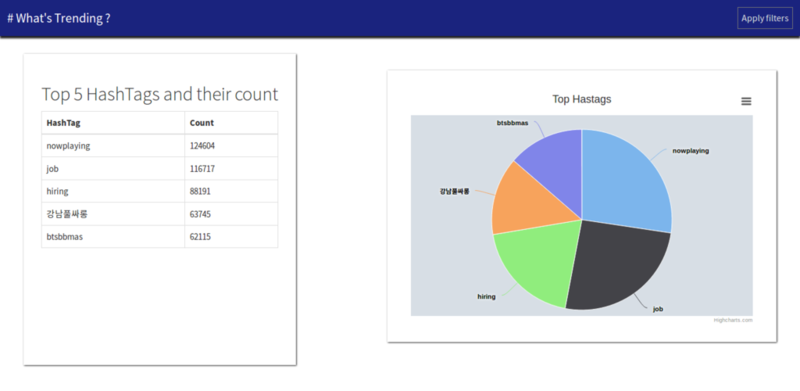 # What's Trending ?
Apply filters
Top 5 HashTags and their count
HashTag Count
nowplaying 124604
job 116717
hiring 88191
강남풀싸롱 63745
btsbbmas 62115
Top Hastags
btsbbmas
nowplaying
강남풀싸롱
hiring
job
Highcharts.com